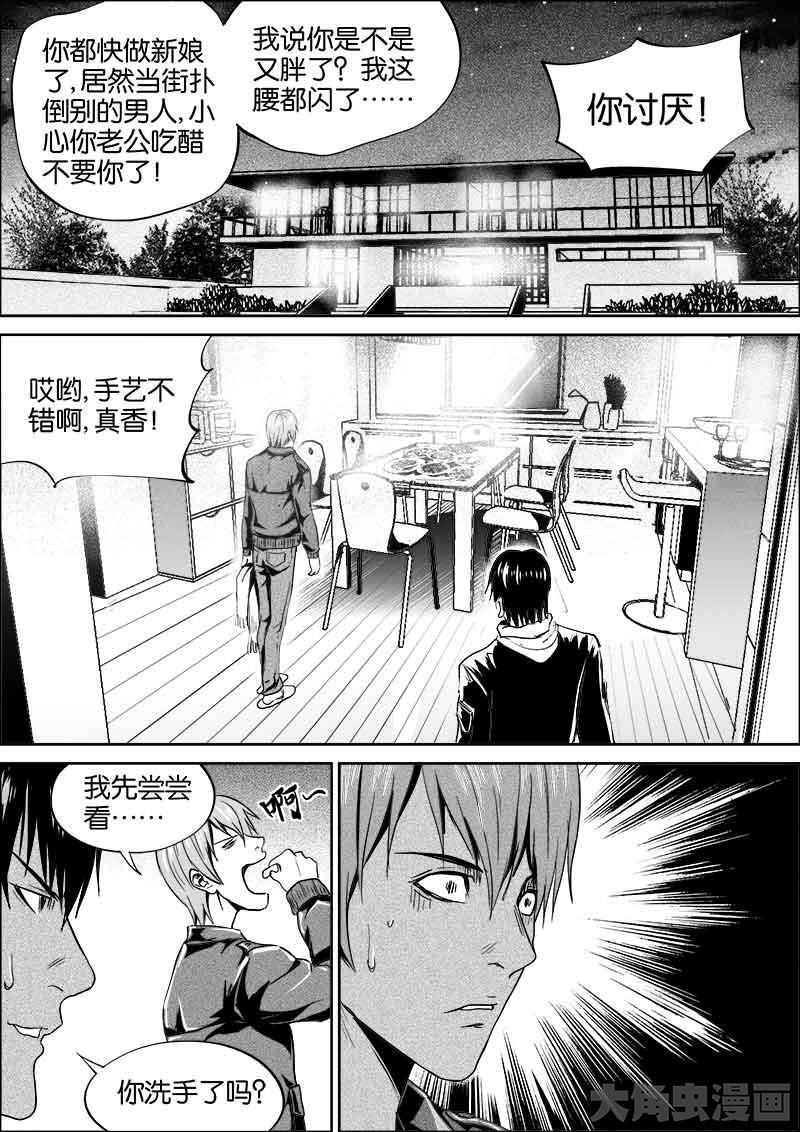 你都快做新娘
了，居然当街扑
倒别的男人，小
心你老公吃醋
不要你了！
我说你是不是
又胖了？我这
腰都闪了……
你讨厌！
哎哟，手艺不
错啊，真香！
我先尝尝
看……
啊~
你洗手了吗？
大角虫漫画